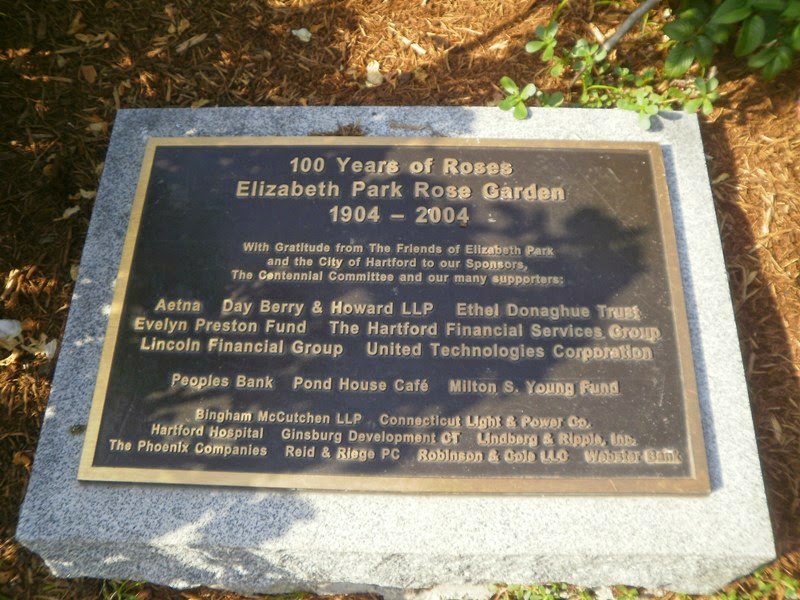 100 Years of Roses
Elizabeth Park Rose Garden
1904 – 2004
With Gratitude from The Friends of Elizabeth Park
and the City of Hartford to our Sponsors,
The Centennial Committee and our many supporters:
Aetna Day Berry & Howard LLP Ethel Donaghue Trust
Evelyn Preston Fund The Hartford Financial Services Group
Lincoln Financial Group United Technologies Corporation
Peoples Bank Pond House Café Milton S. Young Fund
Bingham McCutchen LLP Connecticut Light & Power Co.
Hartford Hospital Ginsburg Development CT Lindberg & Ripple, Inc.
The Phoenix Companies Reid & Riege PC Robinson & Cole LLC Webster Bank